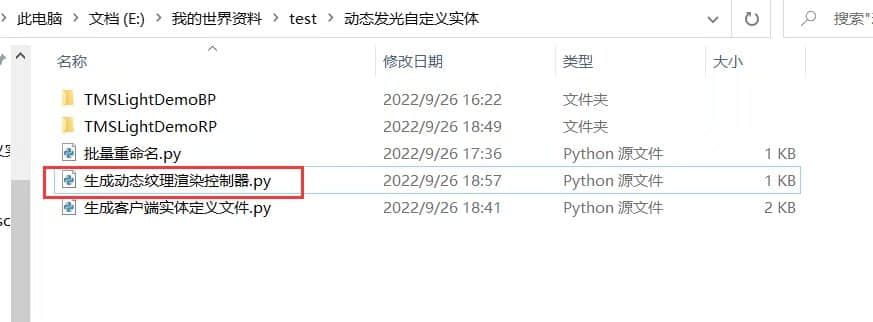 此电脑 > 文档 (E:) > 我的世界资料 > test > 动态发光自定义实体
搜索"
名称 修改日期 类型 大小
TMSLightDemoBP 2022/9/26 16:22 文件夹
TMSLightDemoRP 2022/9/26 18:49 文件夹
批量重命名.py 2022/9/26 17:36 Python 源文件 1 KB
生成动态纹理渲染控制器.py 2022/9/26 18:57 Python 源文件 1 KB
生成客户端实体定义文件.py 2022/9/26 18:41 Python 源文件 2 KB